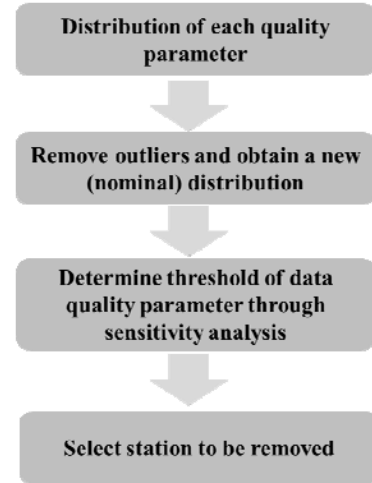 Distribution of each quality
parameter
Remove outliers and obtain a new
(nominal) distribution
Determine threshold of data
quality parameter through
sensitivity analysis
Select station to be removed